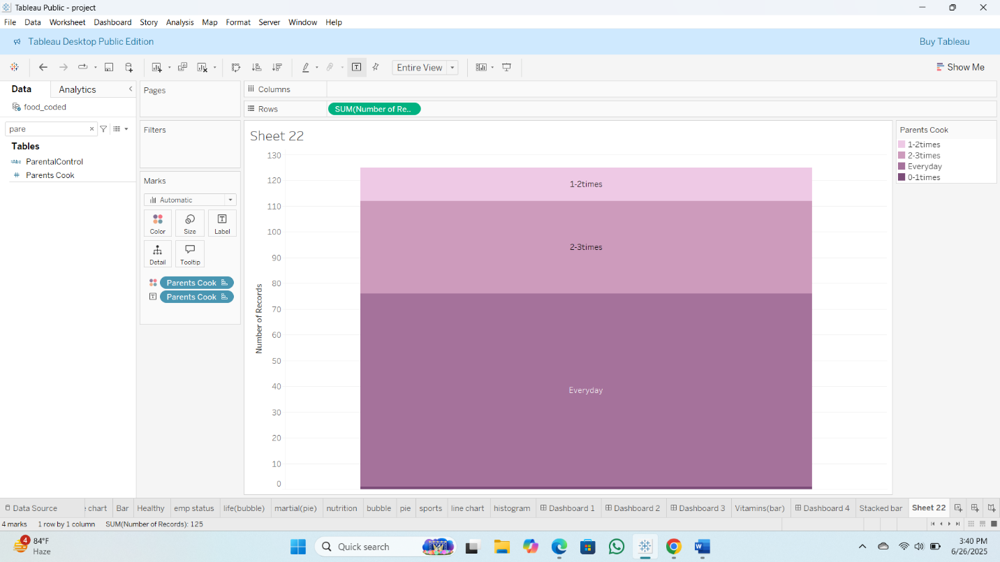 Tableau Public - project
File Data Worksheet Dashboard Story Analysis Map Format Server Window Help
Tableau Desktop Public Edition
Buy Tableau
Entire View
Show Me
Data
Analytics
food_coded
pare
Tables
Abc ParentalControl
# Parents Cook
Pages
Filters
Marks
Automatic
Color
Size
Label
Detail
Tooltip
Parents Cook
Parents Cook
Columns
Rows
SUM(Number of Re..
Sheet 22
130
120
110
100
90
80
70
60
50
40
30
20
10
0
Number of Records
1-2times
2-3times
Everyday
Parents Cook
1-2times
2-3times
Everyday
0-1times
Data Source
chart
Bar
Healthy
emp status
life(bubble)
martial(pie)
nutrition
bubble
pie
sports
line chart
histogram
Dashboard 1
Dashboard 2
Dashboard 3
Vitamins(bar)
Dashboard 4
Stacked bar
Sheet 22
4 marks
1 row by 1 column
SUM(Number of Records): 125
4
84°F
Haze
Quick search
3:40 PM
6/26/2025